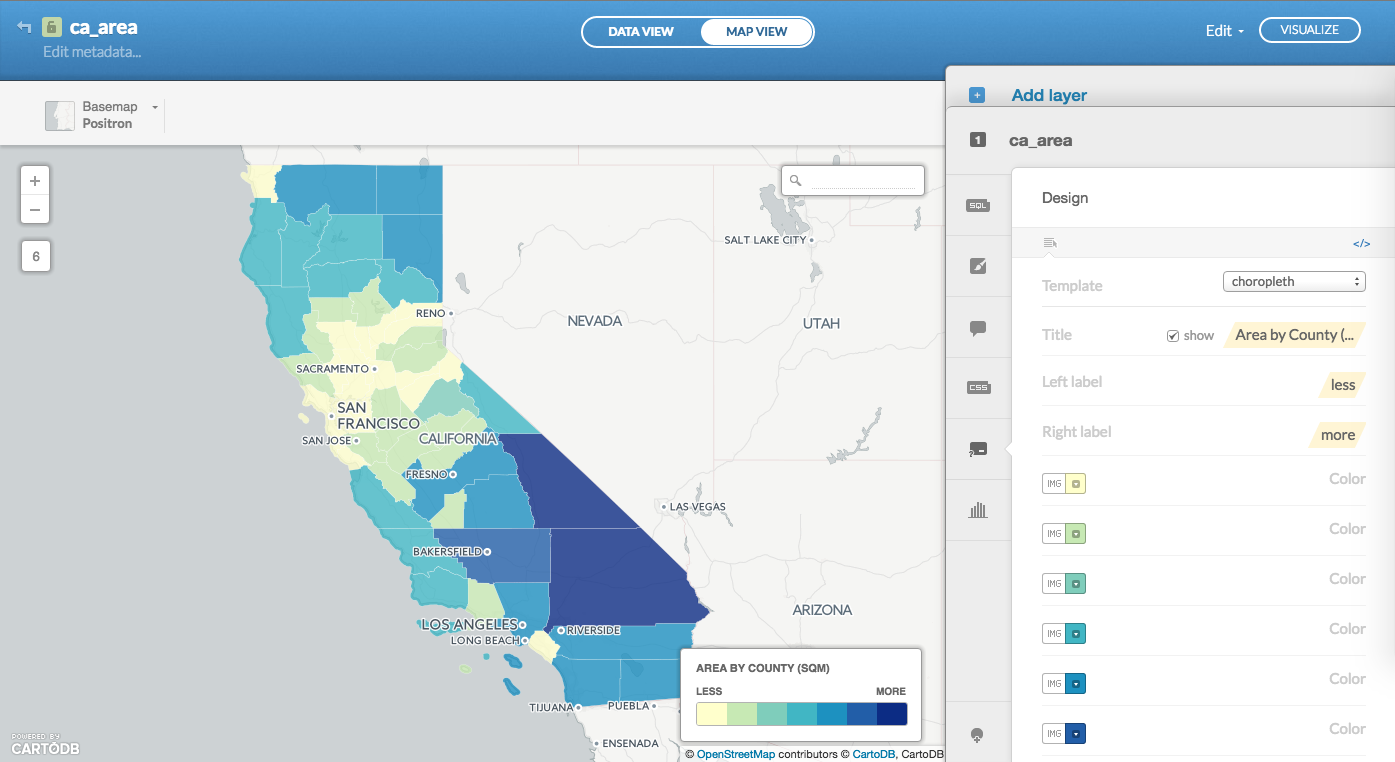 ca_area
Edit metadata...
DATA VIEW
MAP VIEW
Edit
VISUALIZE
Basemap
Positron
+
−
6
SALT LAKE CITY
RENO
NEVADA
UTAH
SACRAMENTO
SAN
FRANCISCO
SAN JOSE
CALIFORNIA
FRESNO
LAS VEGAS
BAKERSFIELD
ARIZONA
LOS ANGELES
RIVERSIDE
LONG BEACH
TIJUANA
PUEBLA
ENSENADA
AREA BY COUNTY (SQM)
LESS
MORE
POWERED BY
CARTODB
© OpenStreetMap contributors © CartoDB, CartoDB
+
Add layer
1
ca_area
SQL
CSS
?
Design
</>
Template
choropleth
Title
show
Area by County (...
Left label
less
Right label
more
IMG
Color
IMG
Color
IMG
Color
IMG
Color
IMG
Color
IMG
Color